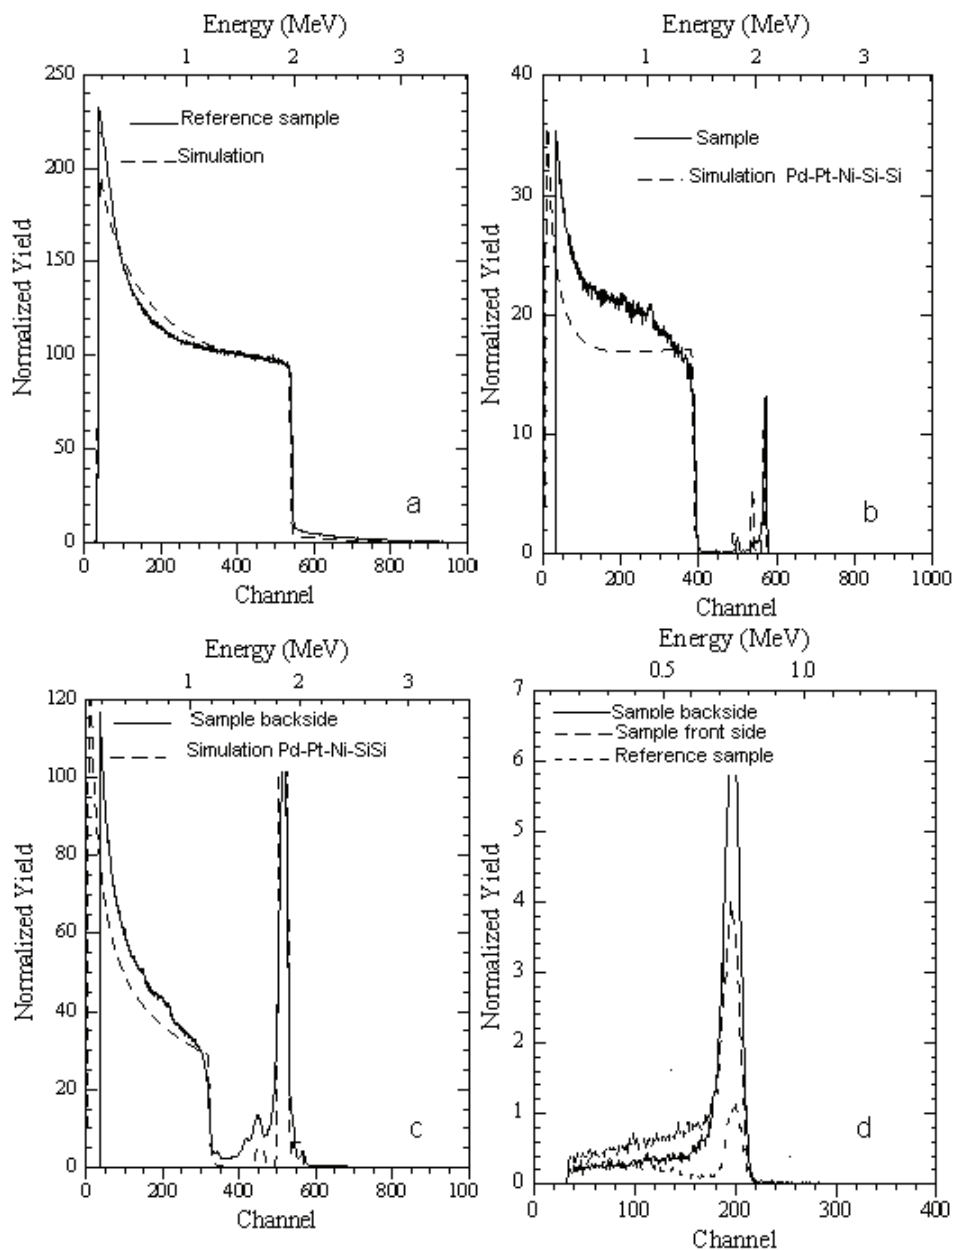 Energy (MeV)
1 2 3
250
200
150
100
50
0
Normalized Yield
Reference sample
Simulation
a
0 200 400 600 800 100
Channel
Energy (MeV)
0 1 2 3
40
30
20
10
0
Normalized Yield
Sample
Simulation Pd-Pt-Ni-Si-Si
b
0 200 400 600 800 1000
Channel
Energy (MeV)
1 2 3
120
100
80
60
40
20
0
Normalized Yield
Sample backside
Simulation Pd-Pt-Ni-SiSi
c
0 200 400 600 800 100
Channel
Energy (MeV)
0.5 1.0
7
6
5
4
3
2
1
0
Normalized Yield
Sample backside
Sample front side
Reference sample
d
0 100 200 300 400
Channel